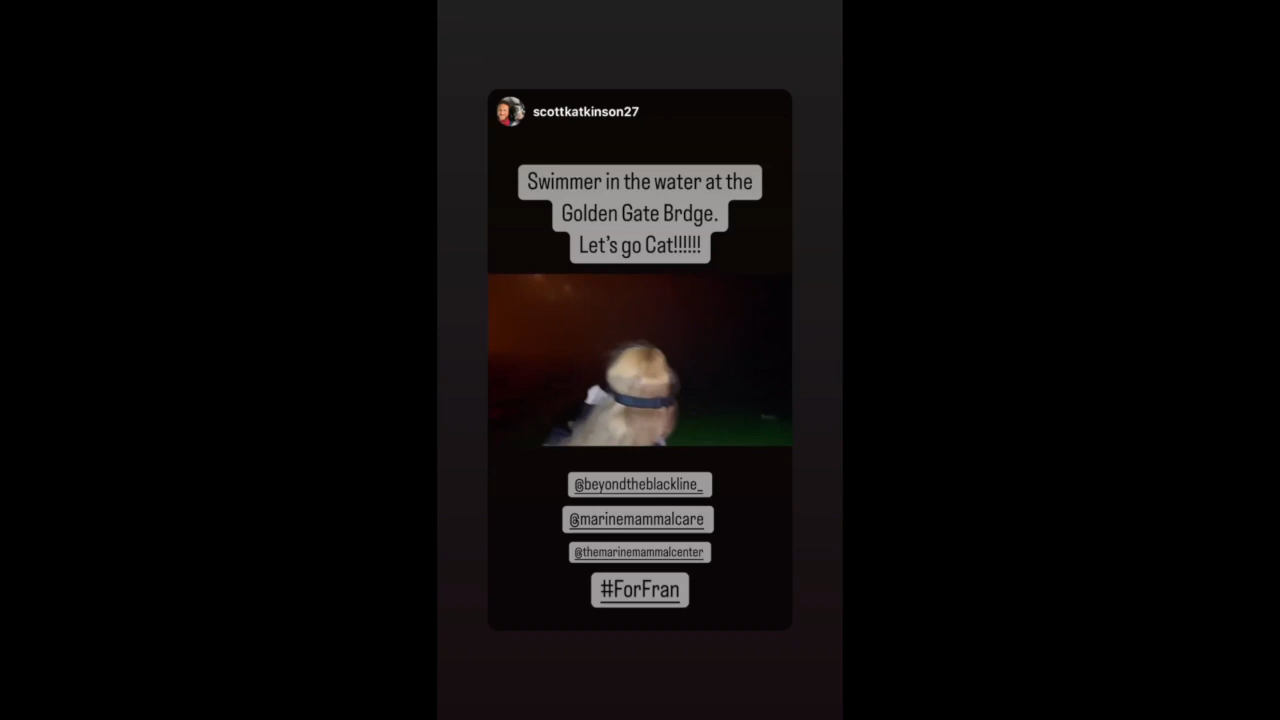 scottkatkinson27
Swimmer in the water at the
Golden Gate Brdge.
Let's go Cat!!!!!!
@beyondtheblackline_
@marinemammalcare
@themarinemammalcenter
#ForFran